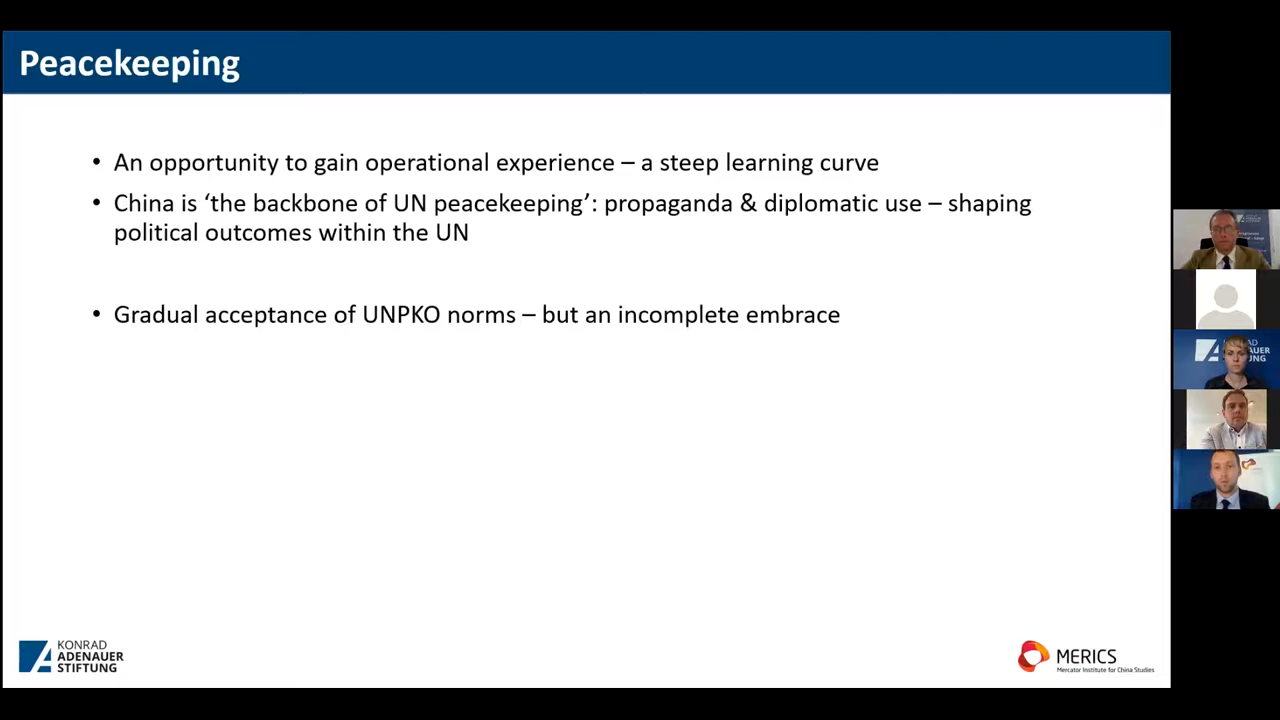 Peacekeeping
• An opportunity to gain operational experience – a steep learning curve
• China is ‘the backbone of UN peacekeeping’: propaganda & diplomatic use – shaping
political outcomes within the UN
• Gradual acceptance of UNPKO norms – but an incomplete embrace
KONRAD
ADENAUER
STIFTUNG
MERICS
Mercator Institute for China Studies